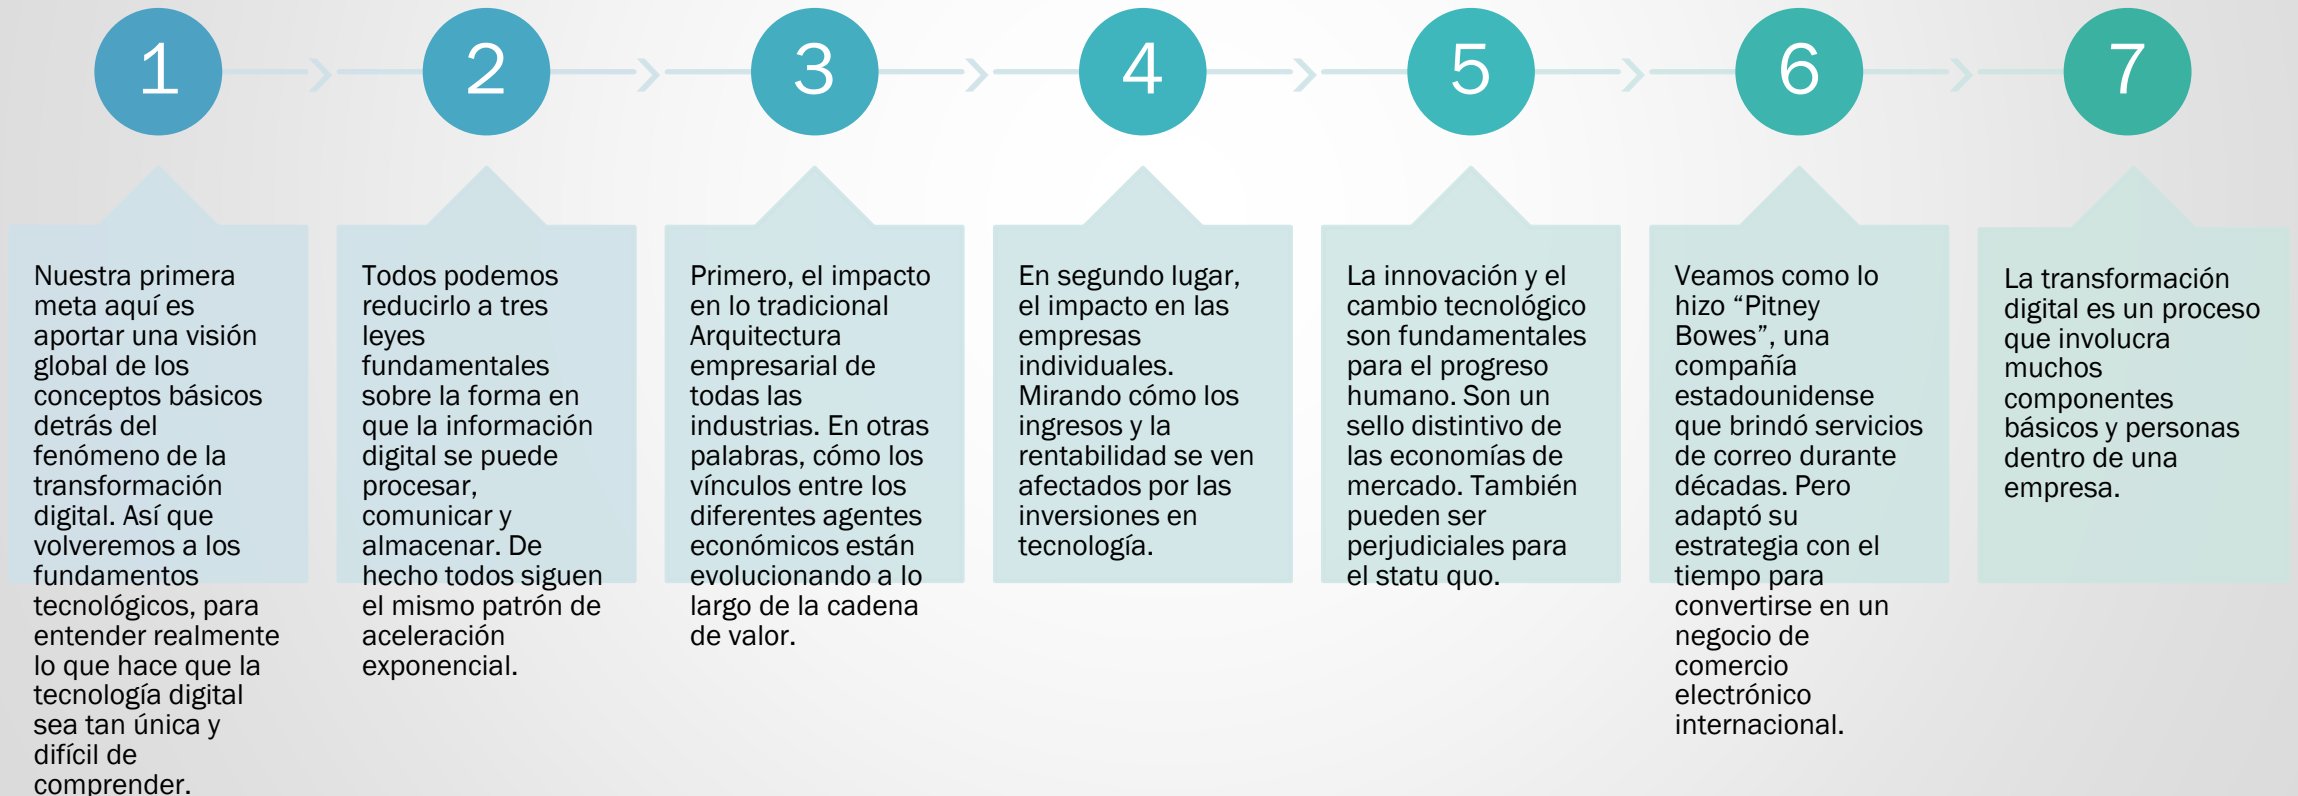 1
2
3
4
5
6
7
Nuestra primera
meta aquí es
aportar una visión
global de los
conceptos básicos
detrás del
fenómeno de la
transformación
digital. Así que
volveremos a los
fundamentos
tecnológicos, para
entender realmente
lo que hace que la
tecnología digital
sea tan única y
difícil de
comprender.
Todos podemos
reducirlo a tres
leyes
fundamentales
sobre la forma en
que la información
digital se puede
procesar,
comunicar y
almacenar. De
hecho todos siguen
el mismo patrón de
aceleración
exponencial.
Primero, el impacto
en lo tradicional
Arquitectura
empresarial de
todas las
industrias. En otras
palabras, cómo los
vínculos entre los
diferentes agentes
económicos están
evolucionando a lo
largo de la cadena
de valor.
En segundo lugar,
el impacto en las
empresas
individuales.
Mirando cómo los
ingresos y la
rentabilidad se ven
afectados por las
inversiones en
tecnología.
La innovación y el
cambio tecnológico
son fundamentales
para el progreso
humano. Son un
sello distintivo de
las economías de
mercado. También
pueden ser
perjudiciales para
el statu quo.
Veamos como lo
hizo “Pitney
Bowes”, una
compañía
estadounidense
que brindó servicios
de correo durante
décadas. Pero
adaptó su
estrategia con el
tiempo para
convertirse en un
negocio de
comercio
electrónico
internacional.
La transformación
digital es un proceso
que involucra
muchos
componentes
básicos y personas
dentro de una
empresa.